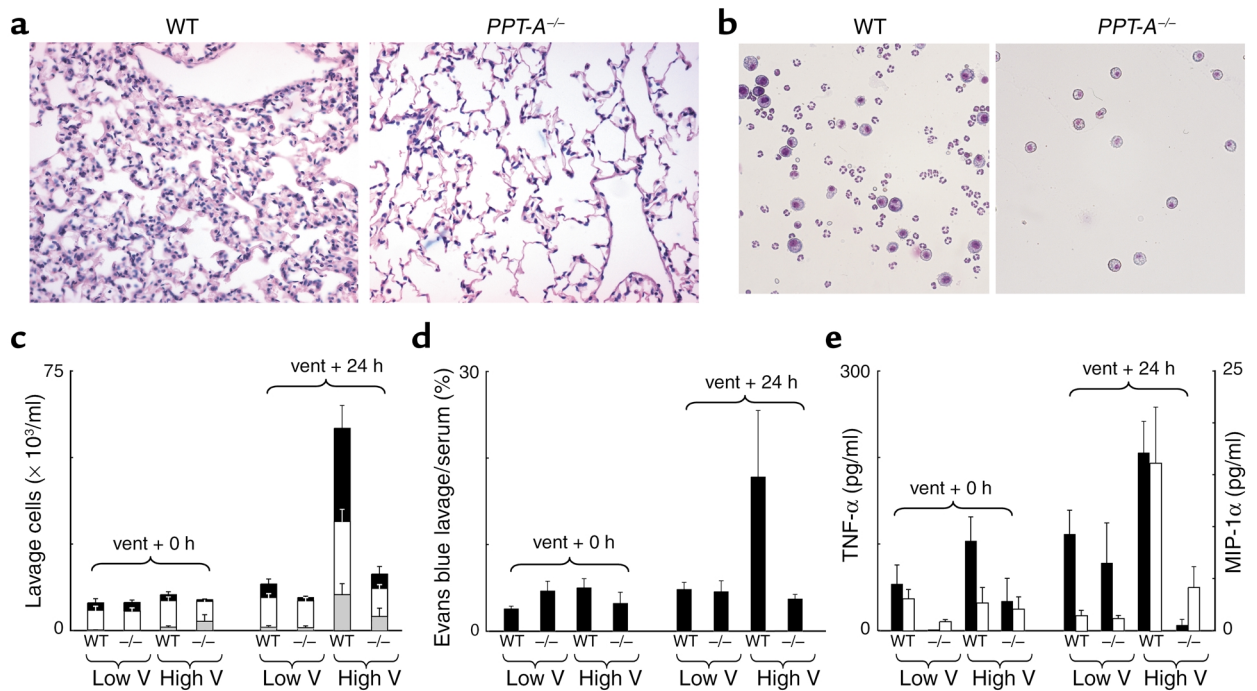 a
WT
PPT-A–/–
b
WT
PPT-A–/–
c
Lavage cells (× 10³/ml)
75
0
vent + 0 h
vent + 24 h
WT –/– WT –/– WT –/– WT –/–
Low V High V Low V High V
d
Evans blue lavage/serum (%)
30
0
vent + 0 h
vent + 24 h
WT –/– WT –/– WT –/– WT –/–
Low V High V Low V High V
e
TNF-α (pg/ml)
300
0
vent + 0 h
vent + 24 h
25
0
MIP-1α (pg/ml)
WT –/– WT –/– WT –/– WT –/–
Low V High V Low V High V